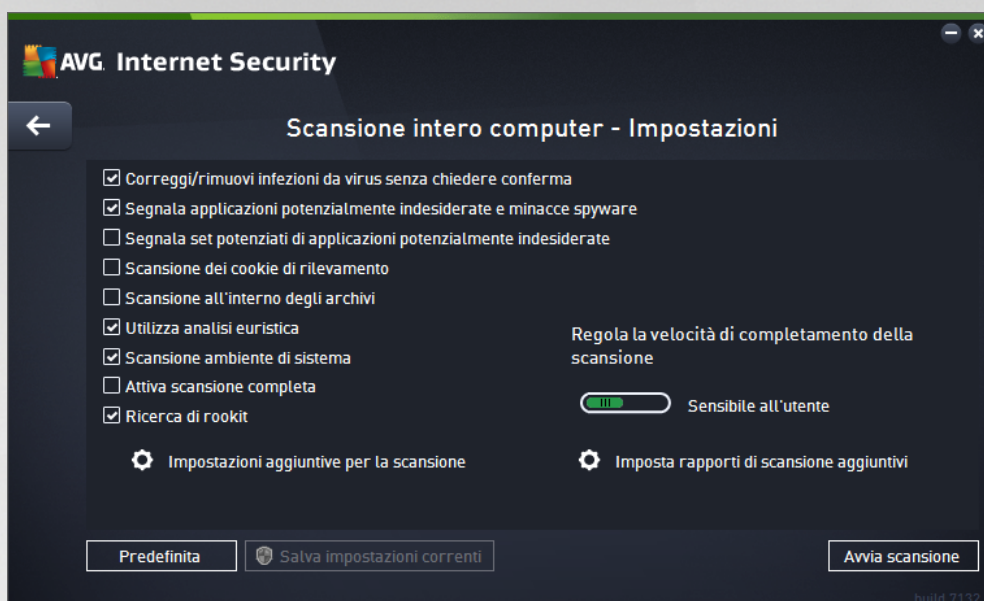 AVG. Internet Security
Scansione intero computer - Impostazioni
Correggi/rimuovi infezioni da virus senza chiedere conferma
Segnala applicazioni potenzialmente indesiderate e minacce spyware
Segnala set potenziati di applicazioni potenzialmente indesiderate
Scansione dei cookie di rilevamento
Scansione all'interno degli archivi
Utilizza analisi euristica
Scansione ambiente di sistema
Attiva scansione completa
Ricerca di rookit
Regola la velocità di completamento della
scansione
Sensibile all'utente
Impostazioni aggiuntive per la scansione
Imposta rapporti di scansione aggiuntivi
Predefinita
Salva impostazioni correnti
Avvia scansione
build 7132